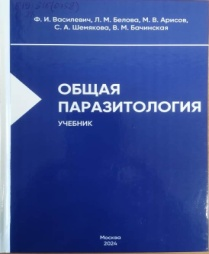 Ф. И. Василевич, Л. М. Белова, М. В. Арисов,
С. А. Шемякова, В. М. Бачинская
ОБЩАЯ
ПАРАЗИТОЛОГИЯ
УЧЕБНИК
Москва
2024